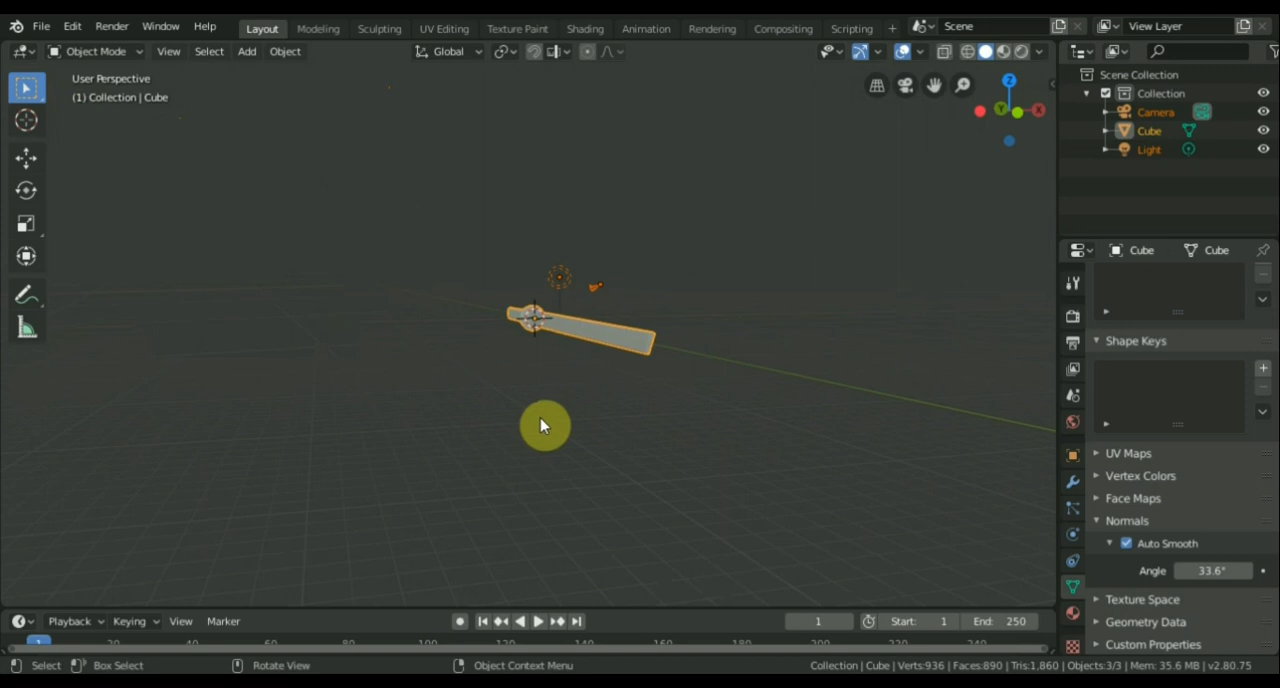 File Edit Render Window Help Layout Modeling Sculpting UV Editing Texture Paint Shading Animation Rendering Compositing Scripting + Scene View Layer
Object Mode View Select Add Object Global
User Perspective
(1) Collection | Cube
Z
Y
X
Scene Collection
Collection
Camera
Cube
Light
Cube Cube
Shape Keys
UV Maps
Vertex Colors
Face Maps
Normals
Auto Smooth
Angle 33.6°
Texture Space
Geometry Data
Custom Properties
Playback Keying View Marker 1 Start: 1 End: 250
1 20 40 60 80 100 120 140 160 180 200 220 240
Select Box Select Rotate View Object Context Menu Collection | Cube | Verts:936 | Faces:890 | Tris:1,860 | Objects:3/3 | Mem: 35.6 MB | v2.80.75